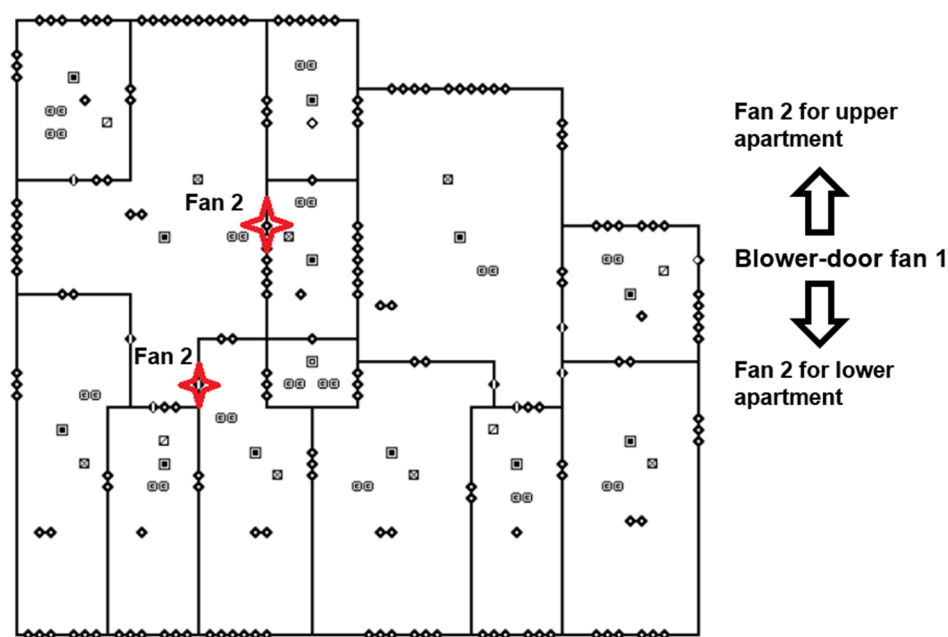 Fan 2 for upper
apartment
Fan 2
Blower-door fan 1
Fan 2
Fan 2 for lower
apartment